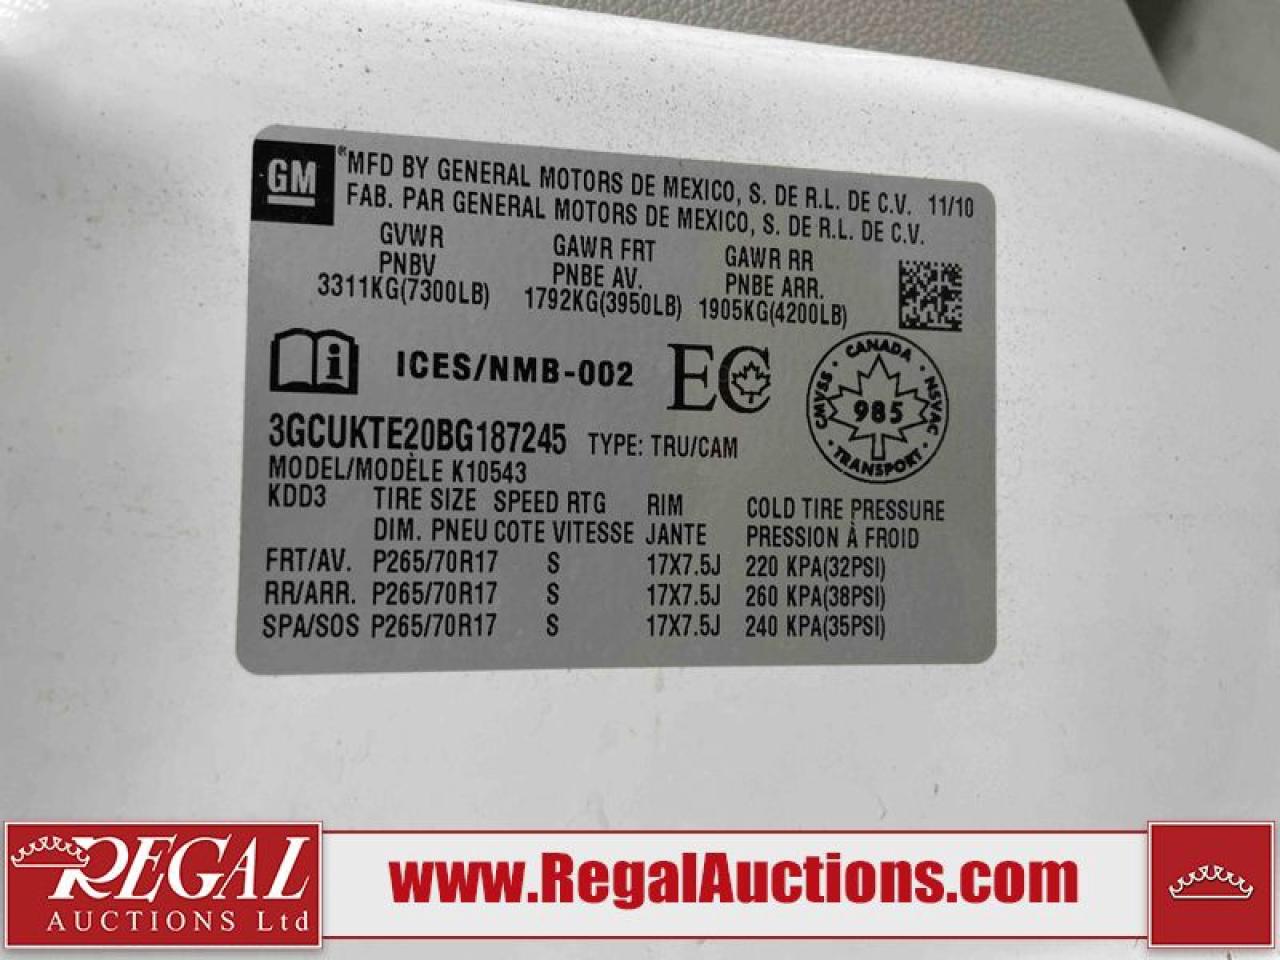 GM
® MFD BY GENERAL MOTORS DE MEXICO, S. DE R.L. DE C.V. 11/10
FAB. PAR GENERAL MOTORS DE MEXICO, S. DE R.L. DE C.V.
GVWR GAWR FRT GAWR RR
PNBV PNBE AV. PNBE ARR.
3311KG(7300LB) 1792KG(3950LB) 1905KG(4200LB)
i ICES/NMB-002 EC
CANADA
CMVSS 985 NSVAC
TRANSPORT
3GCUKTE20BG187245 TYPE: TRU/CAM
MODEL/MODÈLE K10543
KDD3 TIRE SIZE SPEED RTG RIM COLD TIRE PRESSURE
DIM. PNEU COTE VITESSE JANTE PRESSION À FROID
FRT/AV. P265/70R17 S 17X7.5J 220 KPA(32PSI)
RR/ARR. P265/70R17 S 17X7.5J 260 KPA(38PSI)
SPA/SOS P265/70R17 S 17X7.5J 240 KPA(35PSI)
REGAL
AUCTIONS Ltd
www.RegalAuctions.com